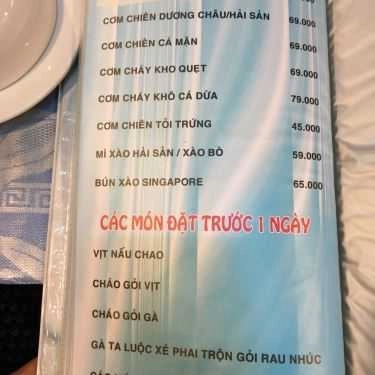 CƠM CHIÊN DƯƠNG CHÂU/HẢI SẢN 69.000
CƠM CHIÊN CÁ MẶN 69.000
CƠM CHÁY KHO QUẸT 69.000
CƠM CHÁY KHÔ CÁ DỨA 79.000
CƠM CHIÊN TỎI TRỨNG 45.000
MÌ XÀO HẢI SẢN / XÀO BÒ 59.000
BÚN XÀO SINGAPORE 65.000
CÁC MÓN ĐẶT TRƯỚC 1 NGÀY
VỊT NẤU CHAO
CHÁO GỎI VỊT
CHÁO GỎI GÀ
GÀ TA LUỘC XÉ PHAI TRỘN GỎI RAU NHÚC